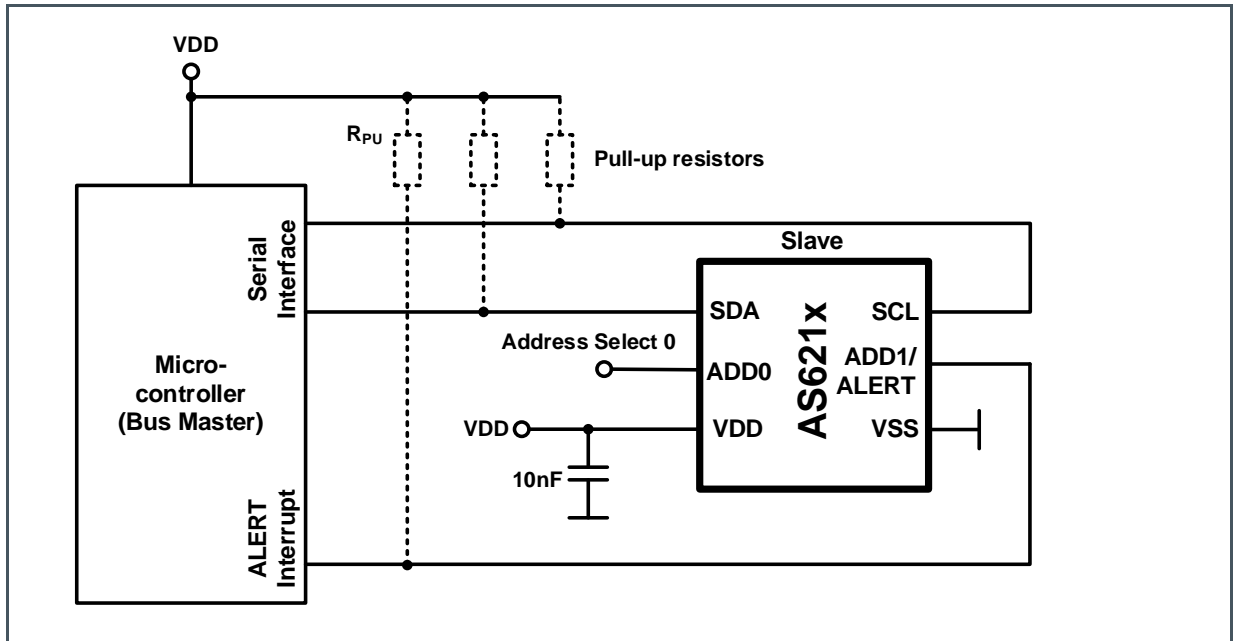 VDD
RPU
Pull-up resistors
Serial
Interface
Slave
SDA
SCL
Address Select 0
ADD0
ADD1/
ALERT
AS621x
Micro-
controller
(Bus Master)
VDD
VDD
VSS
10nF
ALERT
Interrupt